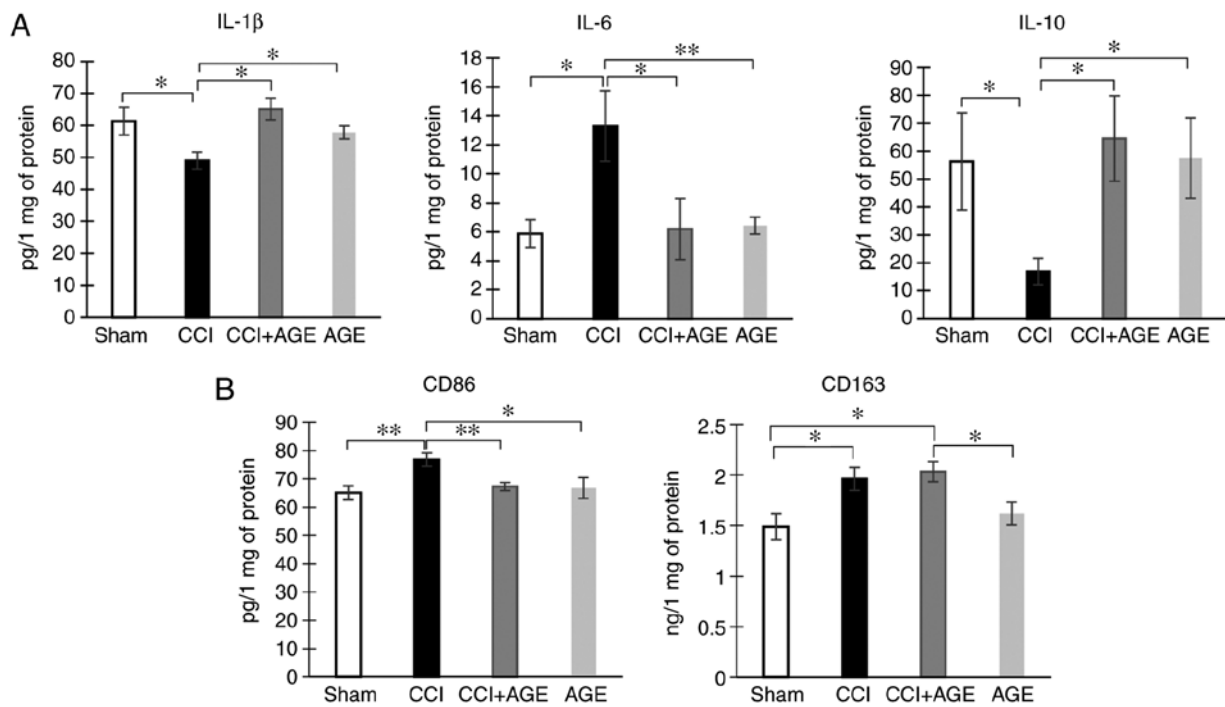 A
IL-1β
IL-6
IL-10
pg/1 mg of protein
80
70
60
50
40
30
20
10
0
* * *
Sham CCI CCI+AGE AGE
pg/1 mg of protein
18
16
14
12
10
8
6
4
2
0
* * **
Sham CCI CCI+AGE AGE
pg/1 mg of protein
90
80
70
60
50
40
30
20
10
0
* * *
Sham CCI CCI+AGE AGE
B
CD86
CD163
pg/1 mg of protein
90
80
70
60
50
40
30
20
10
0
** ** *
Sham CCI CCI+AGE AGE
ng/1 mg of protein
2.5
2
1.5
1
0.5
0
* * *
Sham CCI CCI+AGE AGE